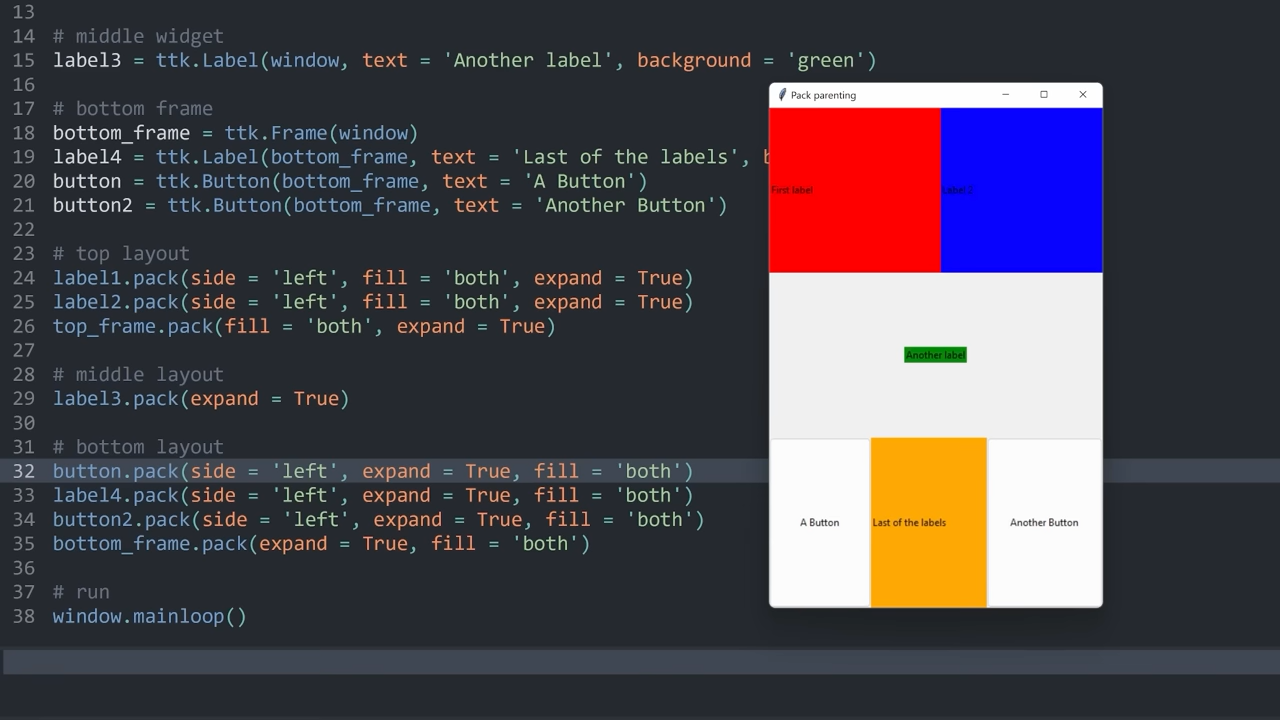 13
14 # middle widget
15 label3 = ttk.Label(window, text = 'Another label', background = 'green')
16
17 # bottom frame
18 bottom_frame = ttk.Frame(window)
19 label4 = ttk.Label(bottom_frame, text = 'Last of the labels',
20 button = ttk.Button(bottom_frame, text = 'A Button')
21 button2 = ttk.Button(bottom_frame, text = 'Another Button')
22
23 # top layout
24 label1.pack(side = 'left', fill = 'both', expand = True)
25 label2.pack(side = 'left', fill = 'both', expand = True)
26 top_frame.pack(fill = 'both', expand = True)
27
28 # middle layout
29 label3.pack(expand = True)
30
31 # bottom layout
32 button.pack(side = 'left', expand = True, fill = 'both')
33 label4.pack(side = 'left', expand = True, fill = 'both')
34 button2.pack(side = 'left', expand = True, fill = 'both')
35 bottom_frame.pack(expand = True, fill = 'both')
36
37 # run
38 window.mainloop()
Pack parenting
First label
Label 2
Another label
A Button
Last of the labels
Another Button